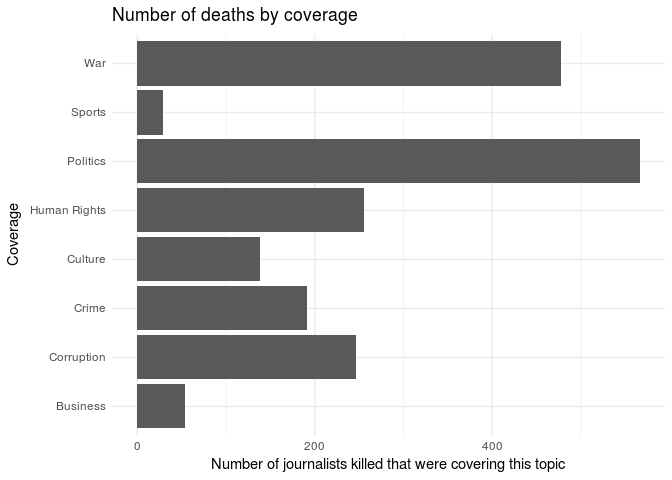 Number of deaths by coverage
War
Sports
Politics
Human Rights
Culture
Crime
Corruption
Business
Coverage
0
200
400
Number of journalists killed that were covering this topic